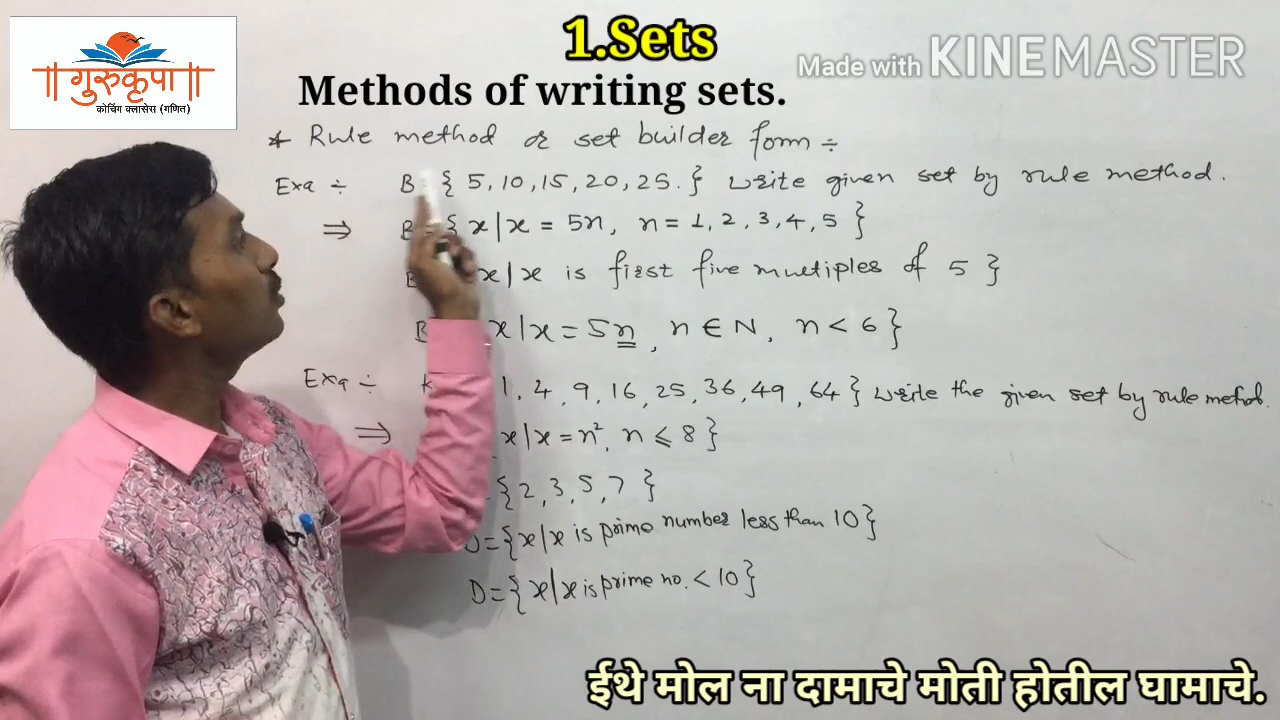 1.Sets
Made with KINEMASTER
॥ गुरुकृपा ॥
कोचिंग क्लासेस (गणित)
Methods of writing sets.
* Rule method or set builder form ÷
Exa ÷ B = { 5, 10, 15, 20, 25. } write given set by rule method.
⇒ B = { x/x = 5n, n = 1, 2, 3, 4, 5 }
B x/x is first five multiples of 5 }
B x/x = 5n, n ∈ N, n < 6 }
Exa ÷ K 1, 4, 9, 16, 25, 36, 49, 64 } write the given set by rule method.
⇒ x/x = n², n ≤ 8 }
= { 2, 3, 5, 7 }
D = { x/x is prime number less than 10 }
D = { x/x is prime no. < 10 }
ईथे मोल ना दामाचे मोती होतील घामाचे.